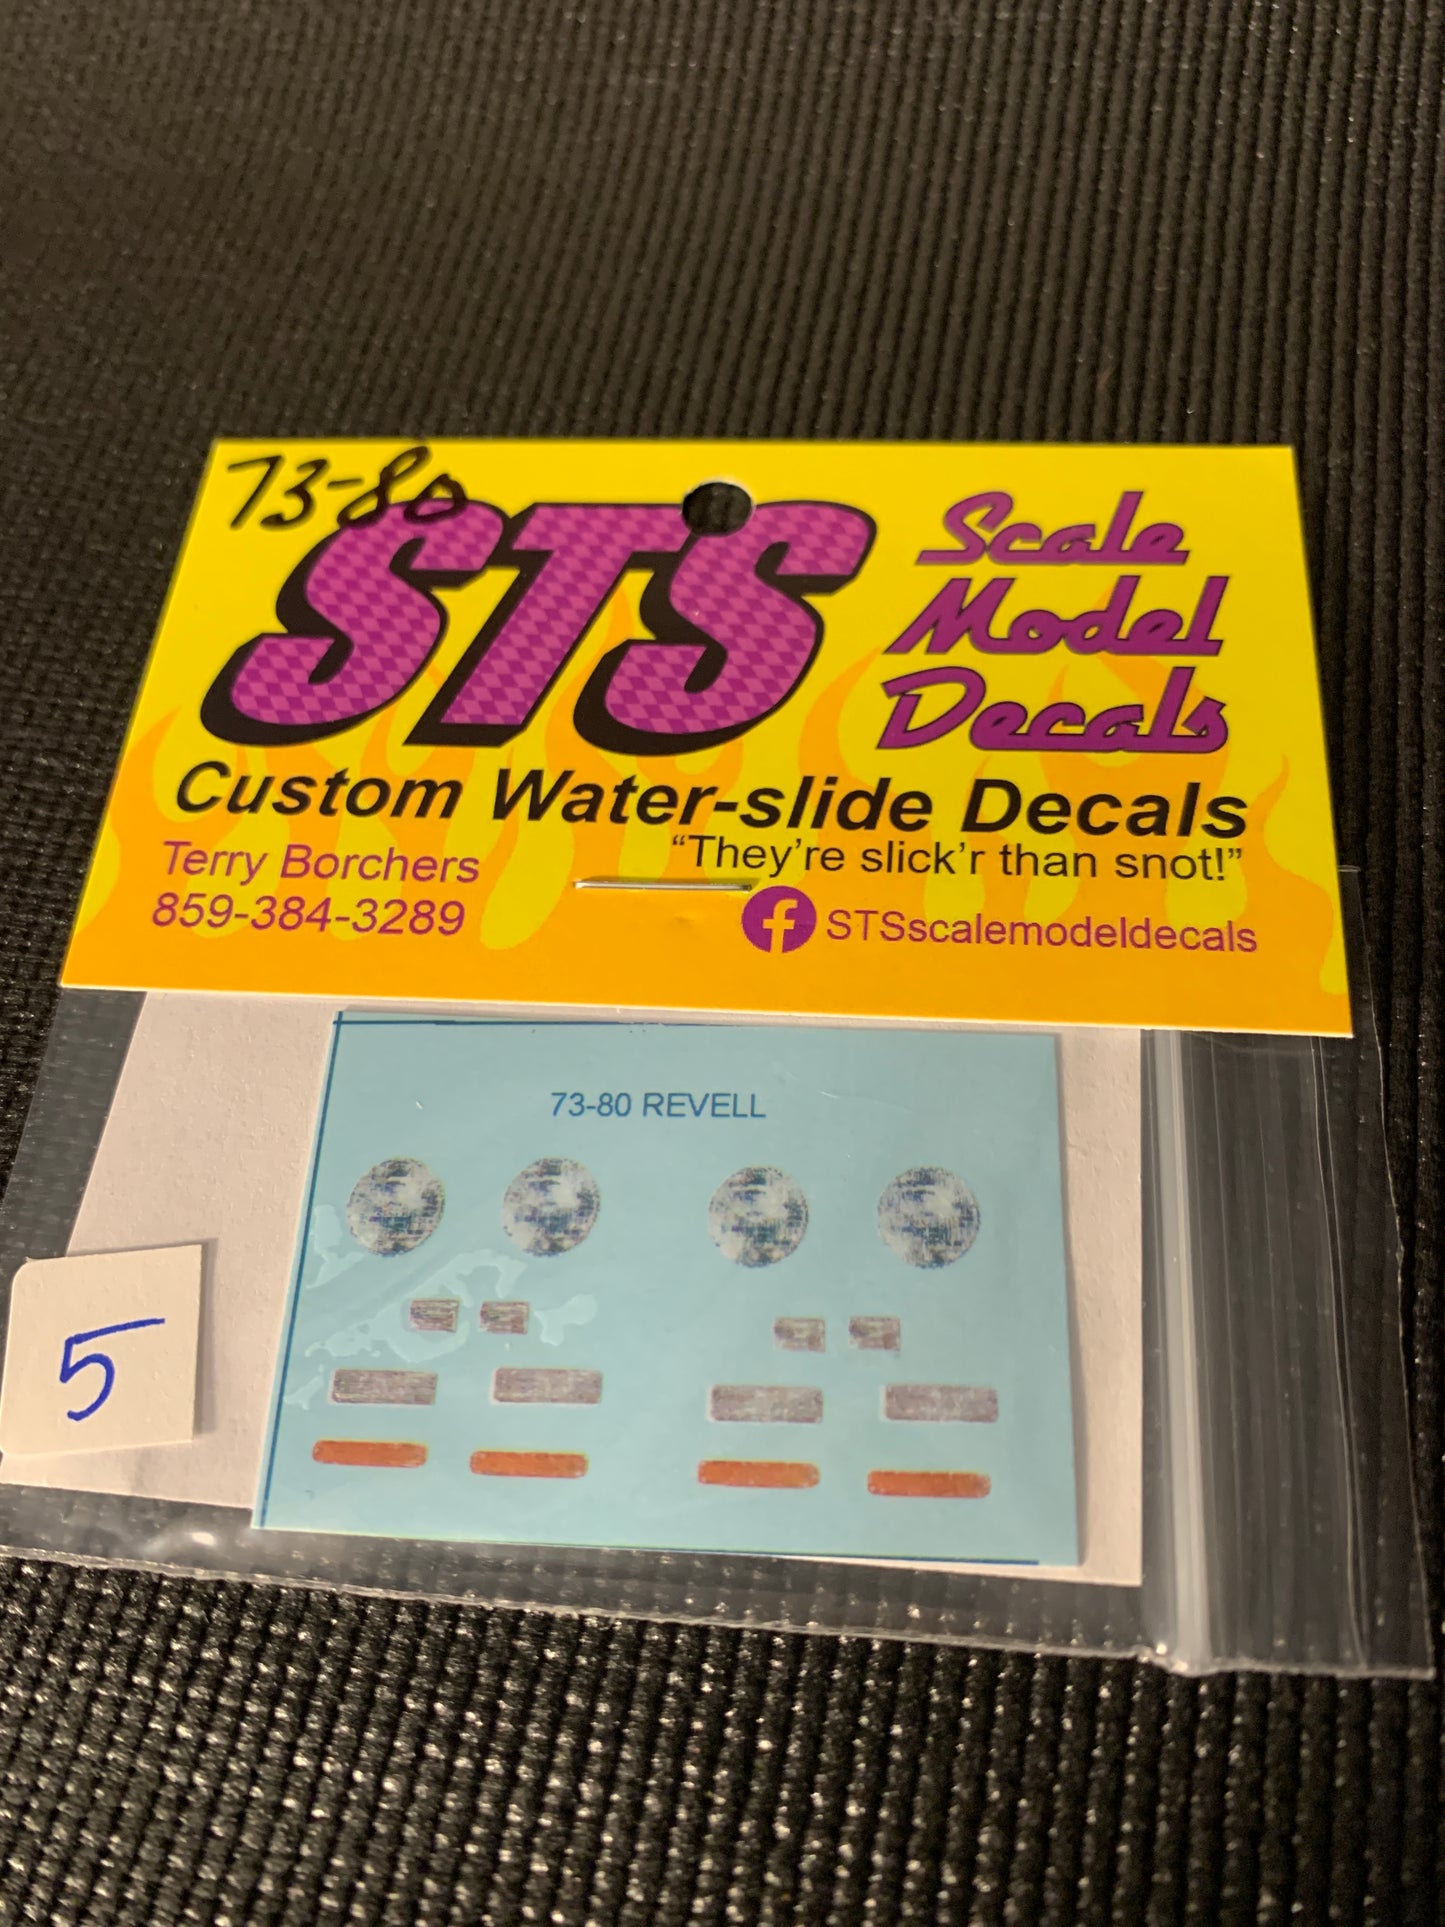 73-80
STS
Scale
Model
Decals
Custom Water-slide Decals
"They're slick'r than snot!"
Terry Borchers
859-384-3289
STSscalemodeldecals
73-80 REVELL
5